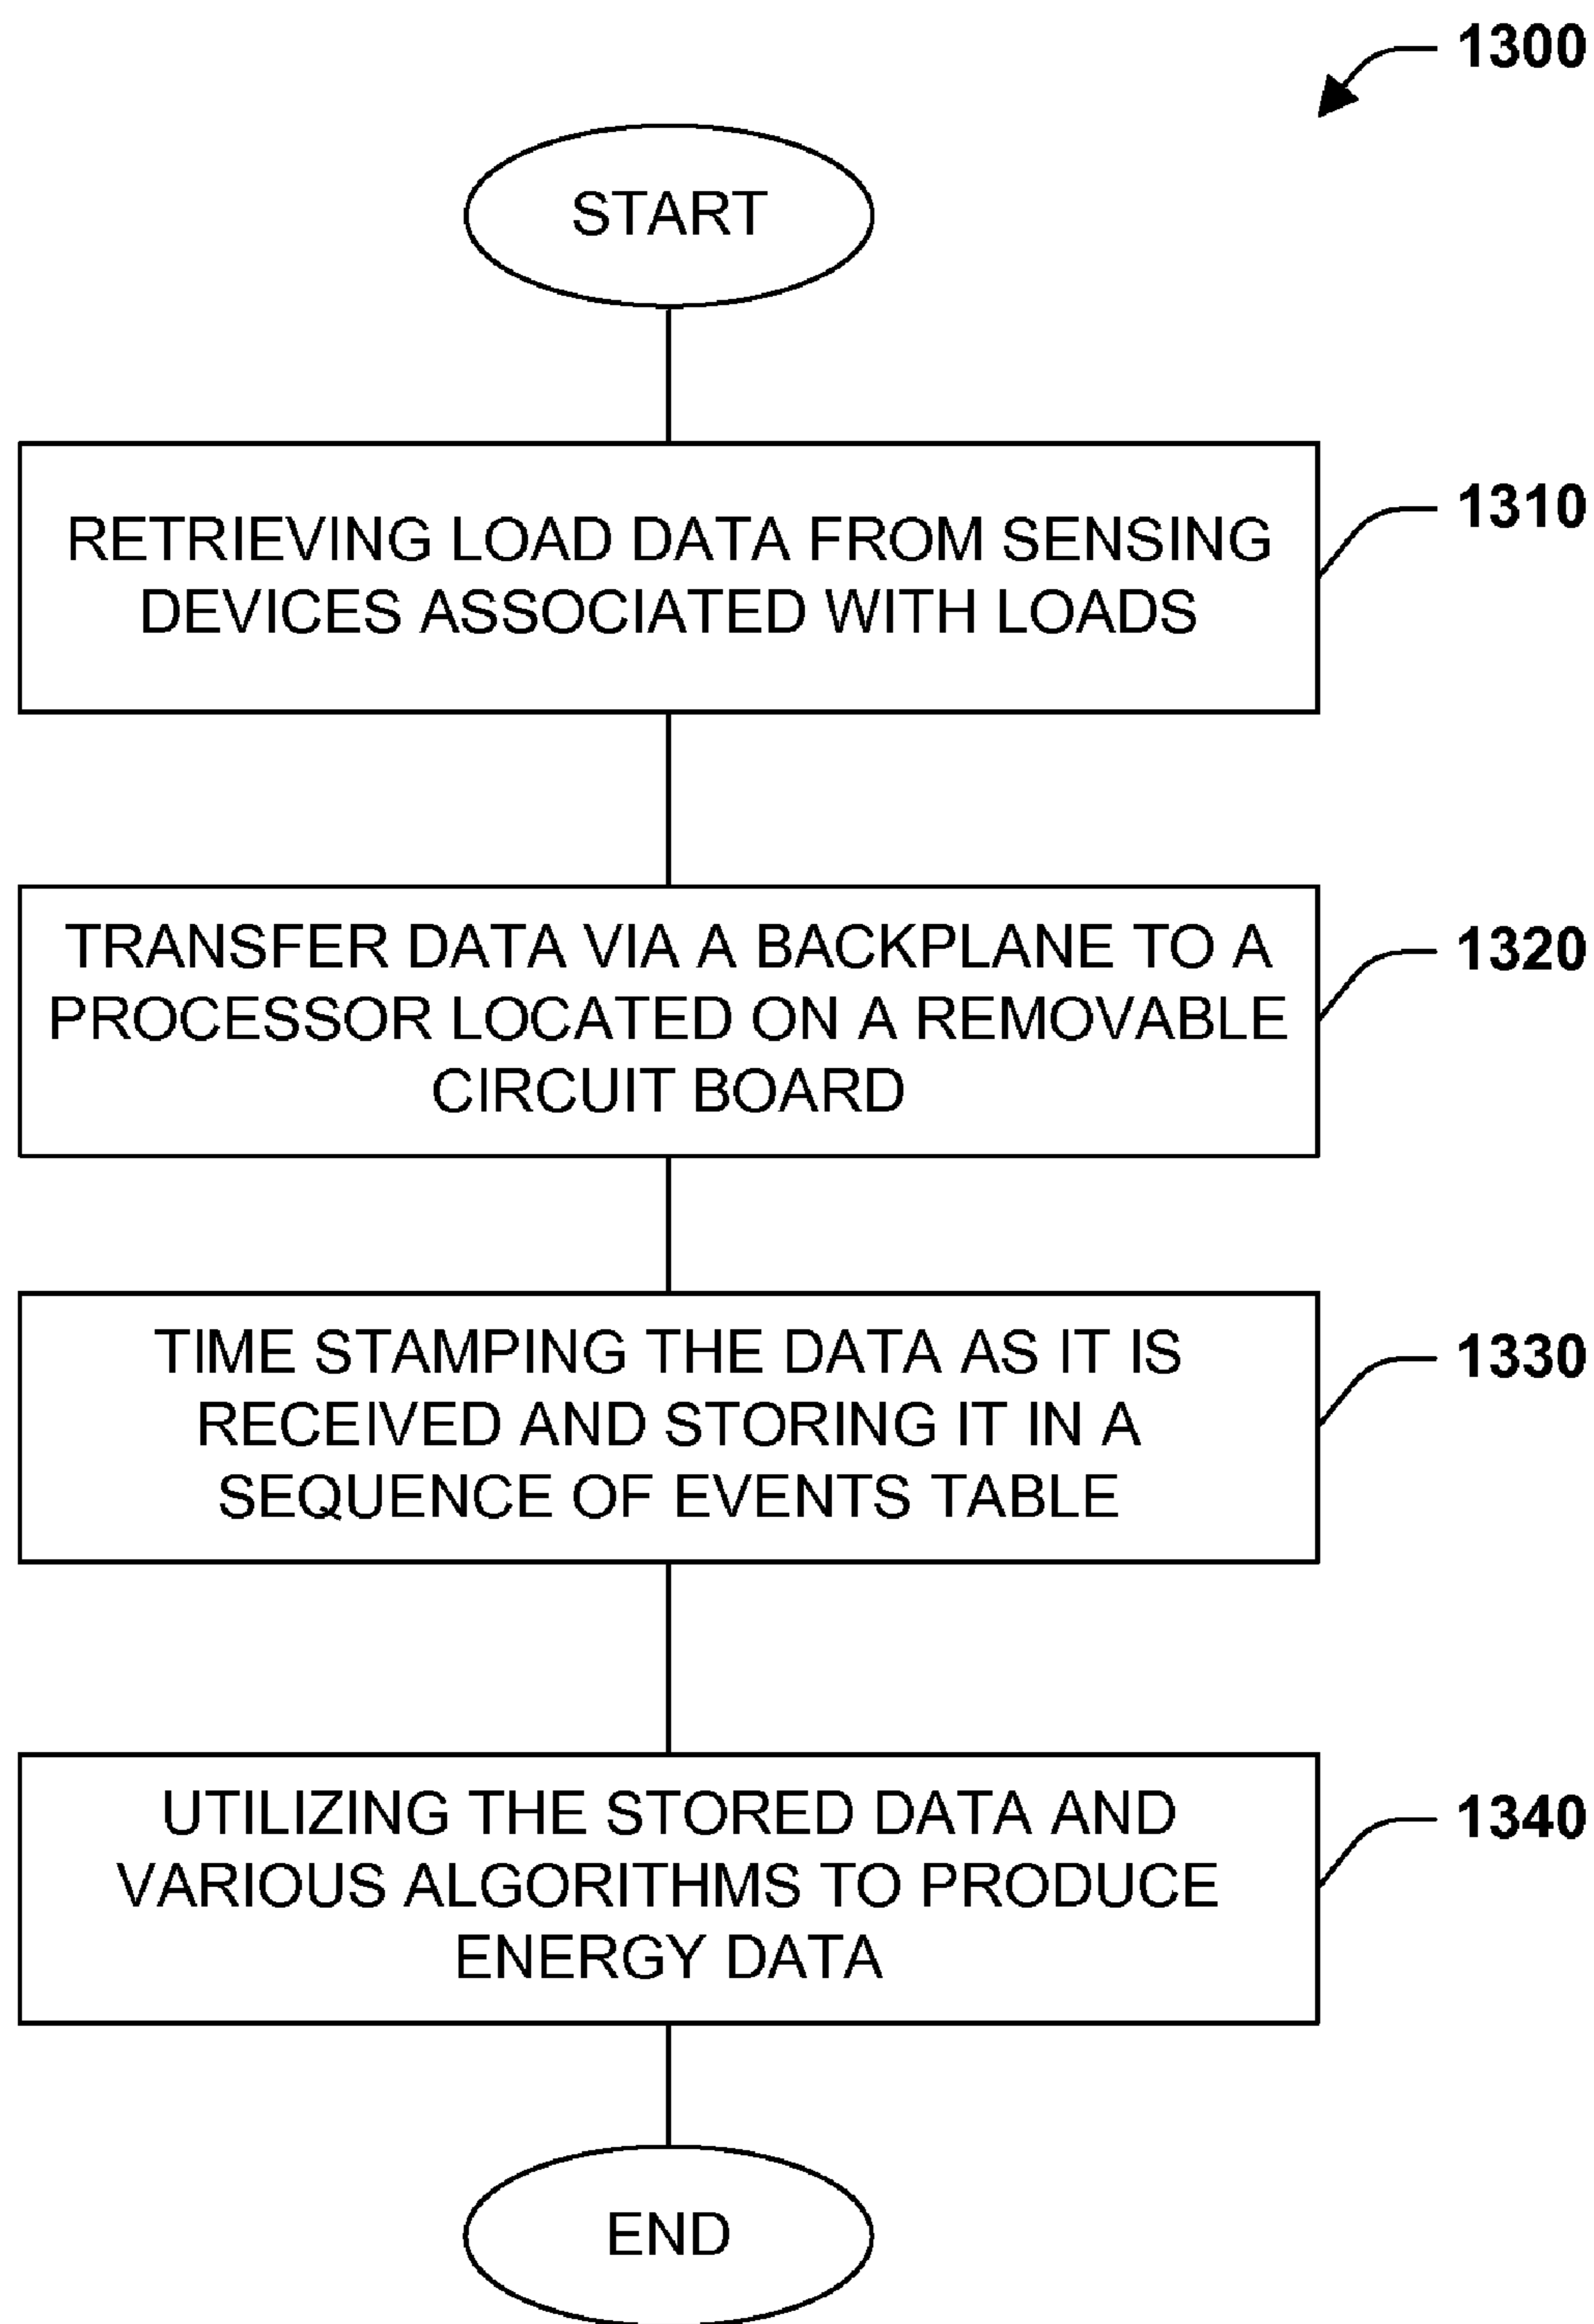 1300
START
RETRIEVING LOAD DATA FROM SENSING
DEVICES ASSOCIATED WITH LOADS
1310
TRANSFER DATA VIA A BACKPLANE TO A
PROCESSOR LOCATED ON A REMOVABLE
CIRCUIT BOARD
1320
TIME STAMPING THE DATA AS IT IS
RECEIVED AND STORING IT IN A
SEQUENCE OF EVENTS TABLE
1330
UTILIZING THE STORED DATA AND
VARIOUS ALGORITHMS TO PRODUCE
ENERGY DATA
1340
END